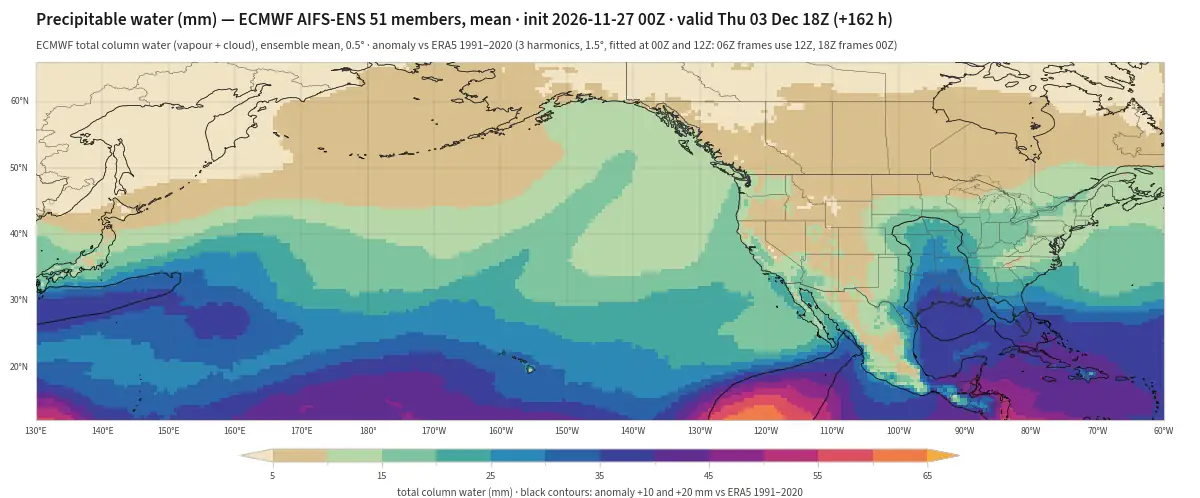 Precipitable water (mm) — ECMWF AIFS-ENS 51 members, mean · init 2026-11-27 00Z · valid Thu 03 Dec 18Z (+162 h)
ECMWF total column water (vapour + cloud), ensemble mean, 0.5° · anomaly vs ERA5 1991–2020 (3 harmonics, 1.5°, fitted at 00Z and 12Z: 06Z frames use 12Z, 18Z frames 00Z)
60°N
50°N
40°N
30°N
20°N
130°E 140°E 150°E 160°E 170°E 180° 170°W 160°W 150°W 140°W 130°W 120°W 110°W 100°W 90°W 80°W 70°W 60°W
5 15 25 35 45 55 65
total column water (mm) · black contours: anomaly +10 and +20 mm vs ERA5 1991–2020